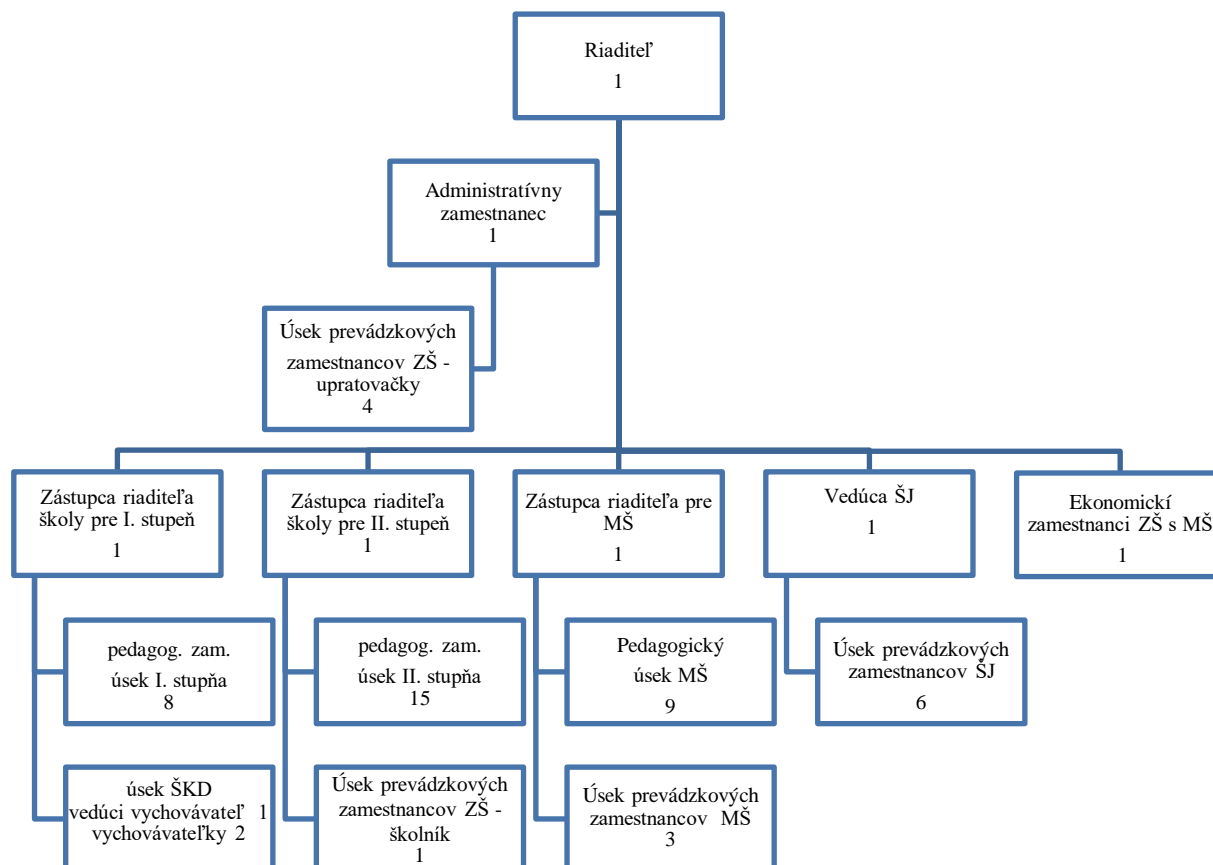 Riaditeľ
1
Administratívny
zamestnanec
1
Úsek prevádzkových
zamestnancov ZŠ -
upratovačky
4
Zástupca riaditeľa
školy pre I. stupeň
1
Zástupca riaditeľa
školy pre II. stupeň
1
Zástupca riaditeľa pre
MŠ
1
Vedúca ŠJ
1
Ekonomickí
zamestnanci ZŠ s MŠ
1
pedagog. zam.
úsek I. stupňa
8
pedagog. zam.
úsek II. stupňa
15
Pedagogický
úsek MŠ
9
Úsek prevádzkových
zamestnancov ŠJ
6
úsek ŠKD
vedúci vychovávateľ 1
vychovávateľky 2
Úsek prevádzkových
zamestnancov ZŠ -
školník
1
Úsek prevádzkových
zamestnancov MŠ
3